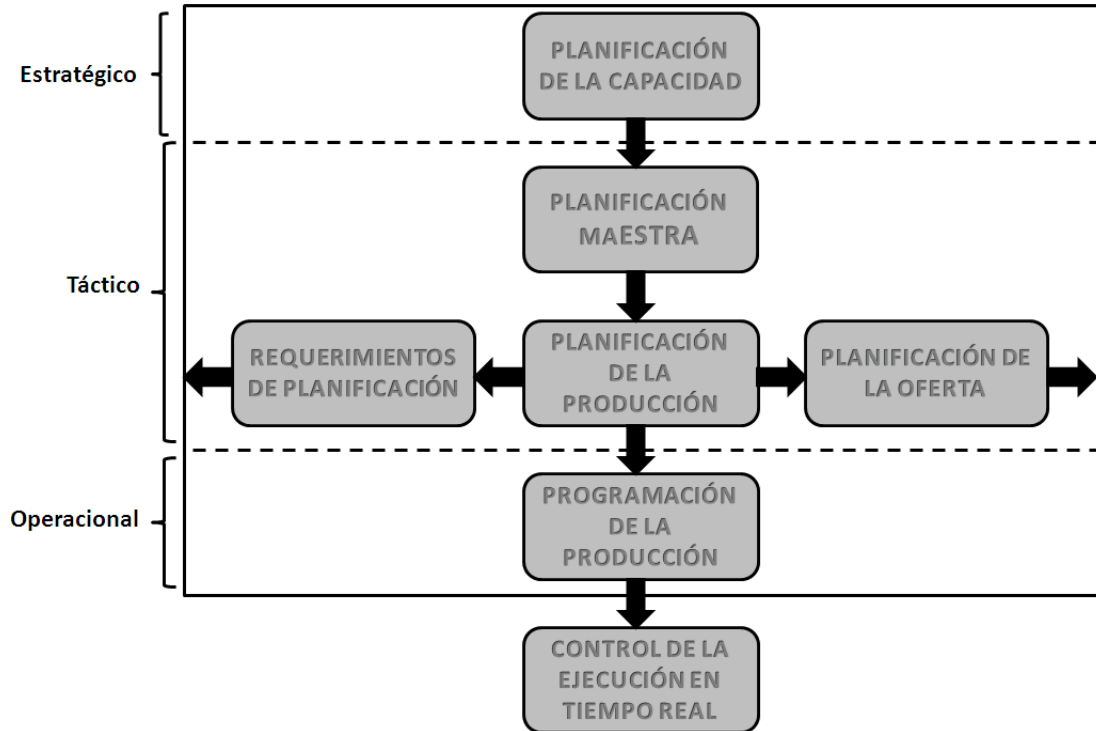 Estratégico
PLANIFICACIÓN
DE LA CAPACIDAD
Táctico
PLANIFICACIÓN
MAESTRA
REQUERIMIENTOS
DE PLANIFICACIÓN
PLANIFICACIÓN
DE LA
PRODUCCIÓN
PLANIFICACIÓN DE
LA OFERTA
Operacional
PROGRAMACIÓN
DE LA
PRODUCCIÓN
CONTROL DE LA
EJECUCIÓN EN
TIEMPO REAL